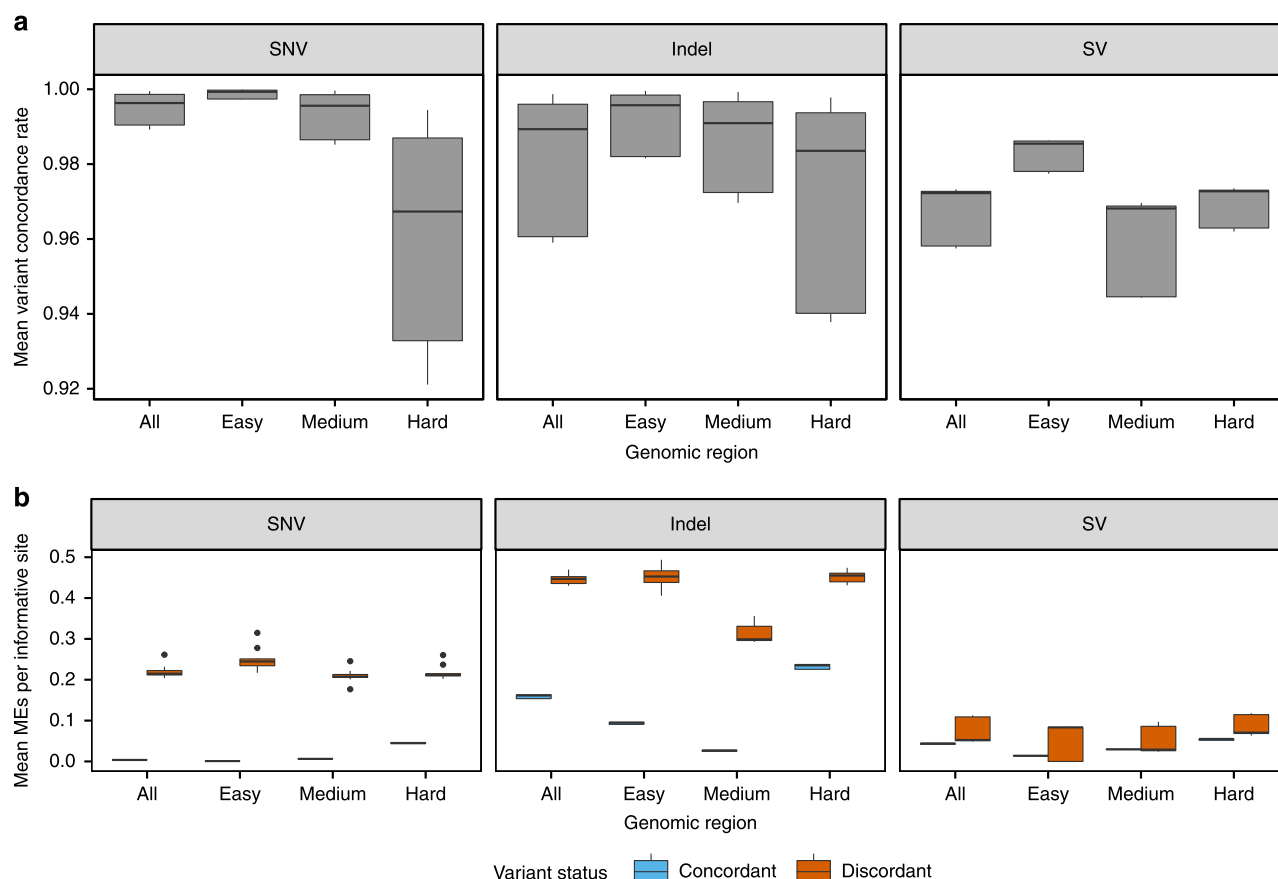 a
SNV Indel SV
Mean variant concordance rate
1.00
0.98
0.96
0.94
0.92
All Easy Medium Hard All Easy Medium Hard All Easy Medium Hard
Genomic region
b
SNV Indel SV
Mean MEs per informative site
0.5
0.4
0.3
0.2
0.1
0.0
All Easy Medium Hard All Easy Medium Hard All Easy Medium Hard
Genomic region
Variant status Concordant Discordant